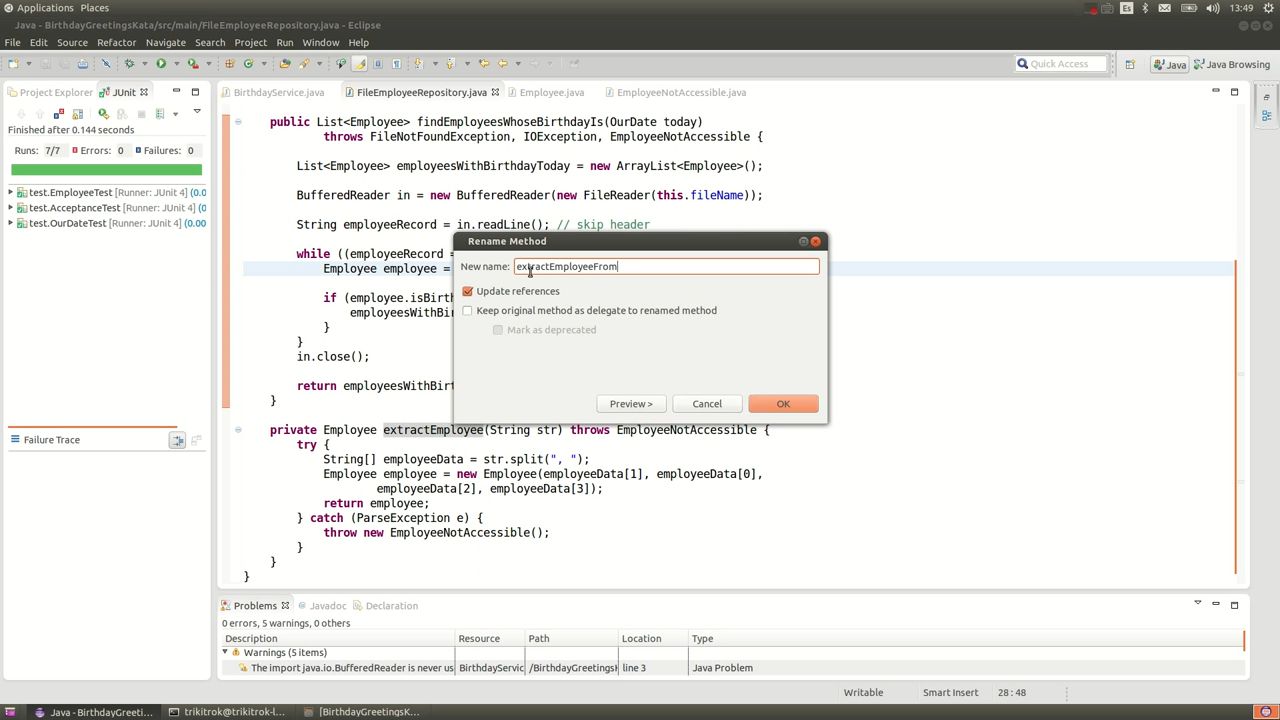 Applications Places
Es
13:49
Java - BirthdayGreetingsKata/src/main/FileEmployeeRepository.java - Eclipse
File Edit Source Refactor Navigate Search Project Run Window Help
Quick Access
Java
Java Browsing
Project Explorer
JUnit
BirthdayService.java
FileEmployeeRepository.java
Employee.java
EmployeeNotAccessible.java
Finished after 0.144 seconds
Runs: 7/7 Errors: 0 Failures: 0
test.EmployeeTest [Runner: JUnit 4] (0.0
test.AcceptanceTest [Runner: JUnit 4] (0.0
test.OurDateTest [Runner: JUnit 4] (0.00
Failure Trace
public List<Employee> findEmployeesWhoseBirthdayIs(OurDate today)
throws FileNotFoundException, IOException, EmployeeNotAccessible {
List<Employee> employeesWithBirthdayToday = new ArrayList<Employee>();
BufferedReader in = new BufferedReader(new FileReader(this.fileName));
String employeeRecord = in.readLine(); // skip header
while ((employeeRecord =
Employee employee =
if (employee.isBir
employeesWithBi
}
}
in.close();
return employeesWithBirt
}
private Employee extractEmployee(String str) throws EmployeeNotAccessible {
try {
String[] employeeData = str.split(", ");
Employee employee = new Employee(employeeData[1], employeeData[0],
employeeData[2], employeeData[3]);
return employee;
} catch (ParseException e) {
throw new EmployeeNotAccessible();
}
}
}
Rename Method
New name: extractEmployeeFrom
Update references
Keep original method as delegate to renamed method
Mark as deprecated
Preview > Cancel OK
Problems
Javadoc
Declaration
0 errors, 5 warnings, 0 others
Description Resource Path Location Type
Warnings (5 items)
The import java.io.BufferedReader is never us BirthdayServic /BirthdayGreetingsK line 3 Java Problem
Writable Smart Insert 28 : 48
Java - BirthdayGreeti...
trikitrok@trikitrok-l...
[BirthdayGreetingsK...